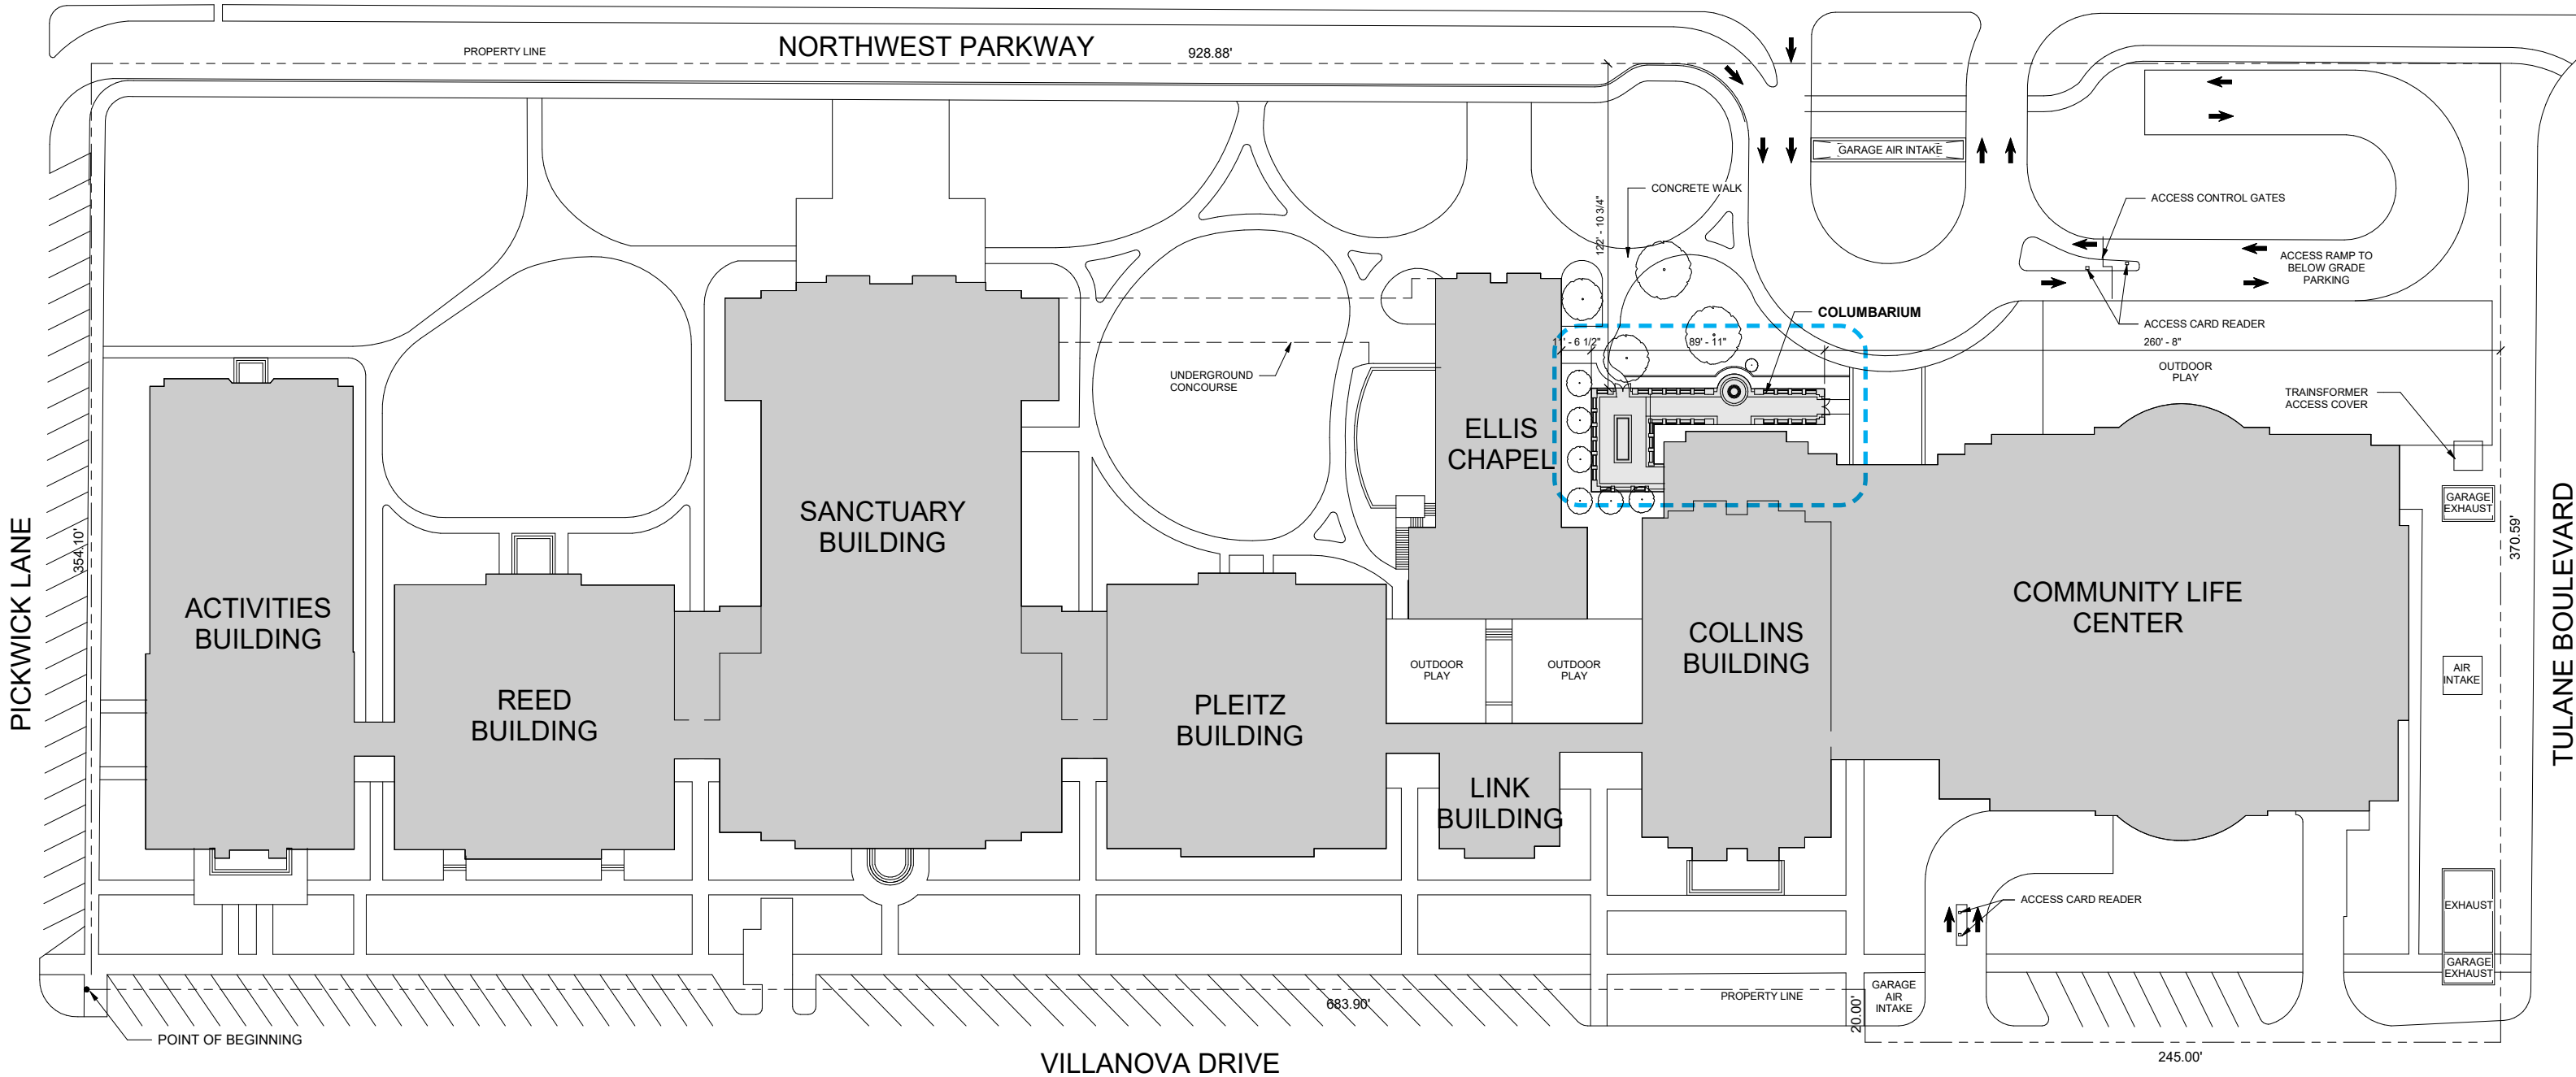 NORTHWEST PARKWAY
PROPERTY LINE
928.88'
GARAGE AIR INTAKE
CONCRETE WALK
ACCESS CONTROL GATES
122' - 10 3/4"
ACCESS RAMP TO
BELOW GRADE
PARKING
COLUMBARIUM
ACCESS CARD READER
89' - 11"
260' - 8"
OUTDOOR
PLAY
UNDERGROUND
CONCOURSE
TRAINSFORMER
ACCESS COVER
ELLIS
CHAPEL
GARAGE
EXHAUST
SANCTUARY
BUILDING
PICKWICK LANE
354.10'
370.59'
TULANE BOULEVARD
ACTIVITIES
BUILDING
COMMUNITY LIFE
CENTER
COLLINS
BUILDING
OUTDOOR
PLAY
OUTDOOR
PLAY
AIR
INTAKE
REED
BUILDING
PLEITZ
BUILDING
LINK
BUILDING
ACCESS CARD READER
EXHAUST
GARAGE
EXHAUST
683.90'
PROPERTY LINE
20.00'
GARAGE
AIR
INTAKE
POINT OF BEGINNING
VILLANOVA DRIVE
245.00'